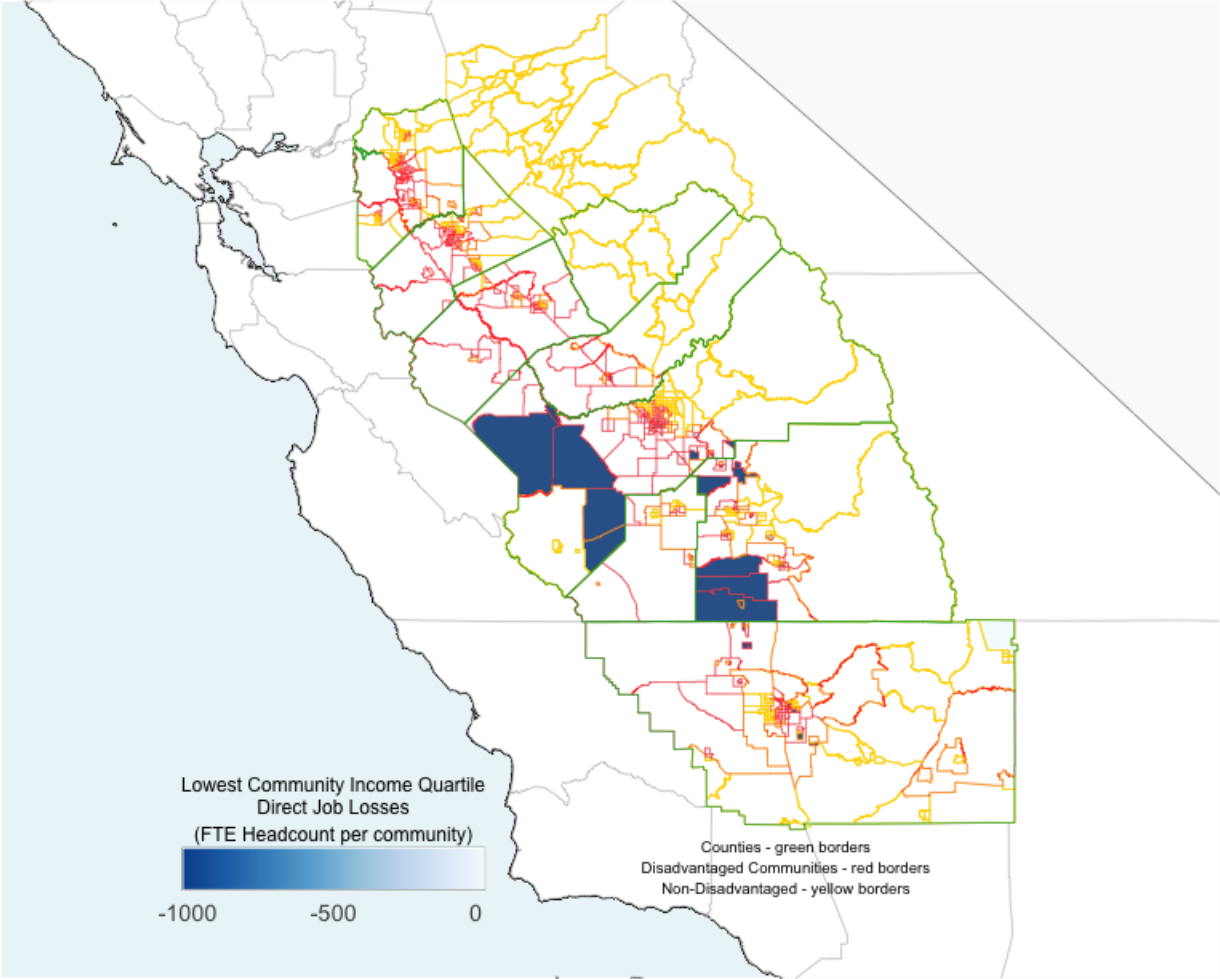 Lowest Community Income Quartile
Direct Job Losses
(FTE Headcount per community)
-1000
-500
0
Counties - green borders
Disadvantaged Communities - red borders
Non-Disadvantaged - yellow borders